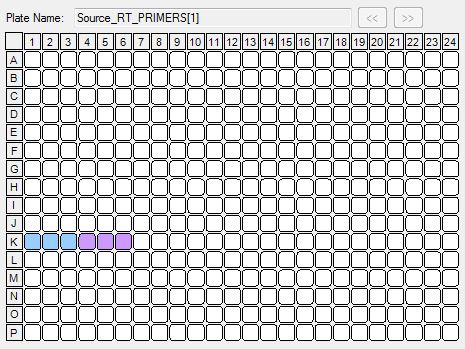 Plate Name: Source_RT_PRIMERS[1] << >>
1 2 3 4 5 6 7 8 9 10 11 12 13 14 15 16 17 18 19 20 21 22 23 24
A
B
C
D
E
F
G
H
I
J
K
L
M
N
O
P